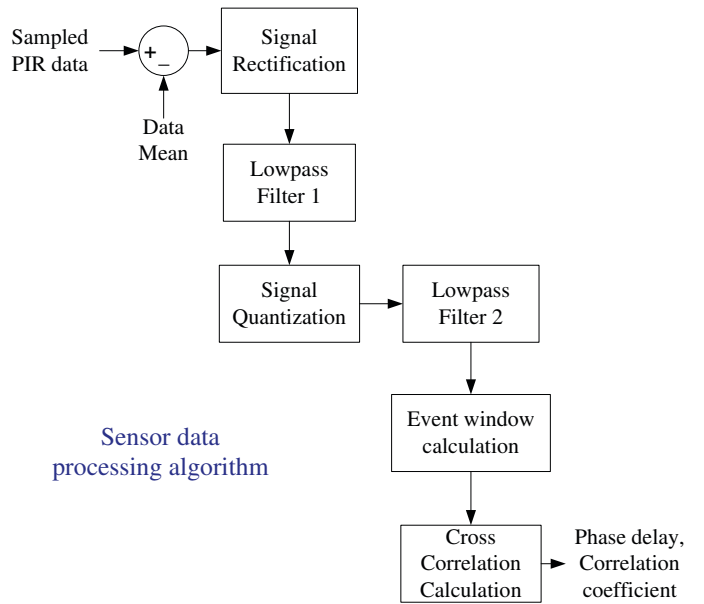 Sampled
PIR data
+
−
Data
Mean
Signal
Rectification
Lowpass
Filter 1
Signal
Quantization
Lowpass
Filter 2
Event window
calculation
Sensor data
processing algorithm
Cross
Correlation
Calculation
Phase delay,
Correlation
coefficient